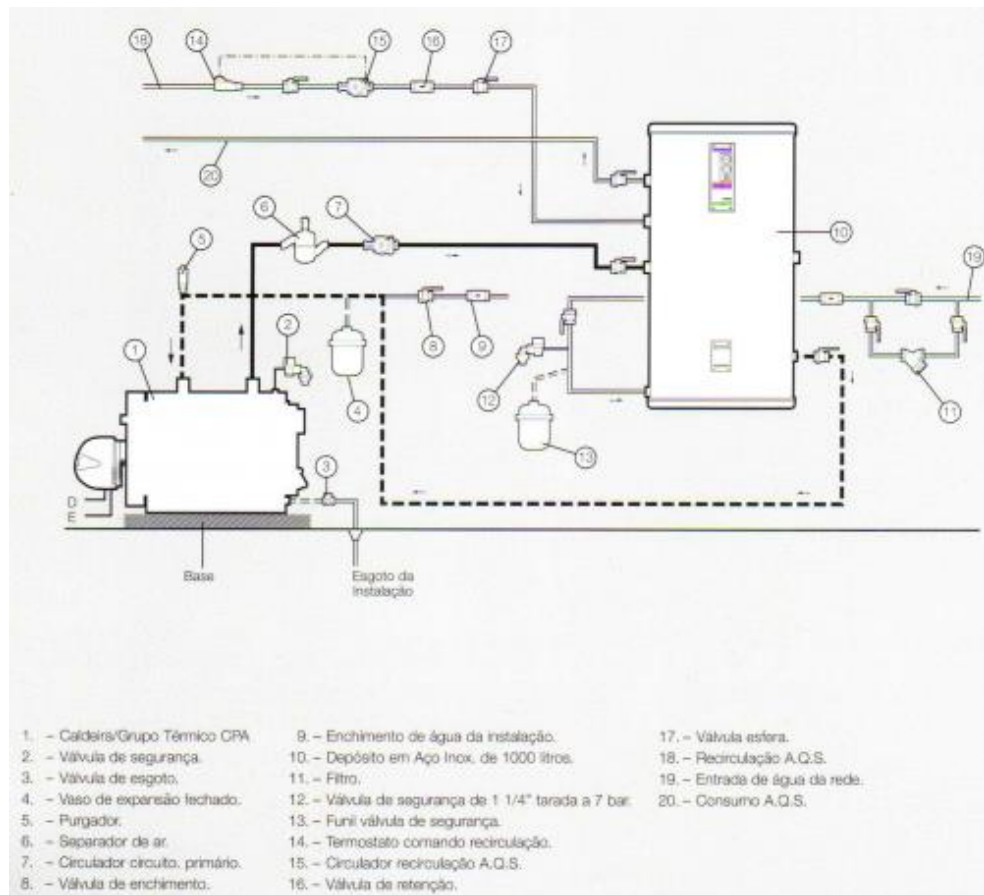 18
14
15
16
17
20
6
7
5
10
19
2
8
9
1
4
12
11
13
3
D
E
Base
Esgoto da
Instalação
1. – Caldeira/Grupo Térmico CPA
2. – Válvula de segurança.
3. – Válvula de esgoto.
4. – Vaso de expansão fechado.
5. – Purgador.
6. – Separador de ar.
7. – Circulador circuito. primário.
8. – Válvula de enchimento.
9. – Enchimento de água da instalação.
10. – Depósito em Aço Inox. de 1000 litros.
11. – Filtro.
12. – Válvula de segurança de 1 1/4" tarada a 7 bar.
13. – Funil válvula de segurança.
14. – Termostato comando recirculação.
15. – Circulador recirculação A.Q.S.
16. – Válvula de retenção.
17. – Válvula esfera.
18. – Recirculação A.Q.S.
19. – Entrada de água da rede.
20. – Consumo A.Q.S.